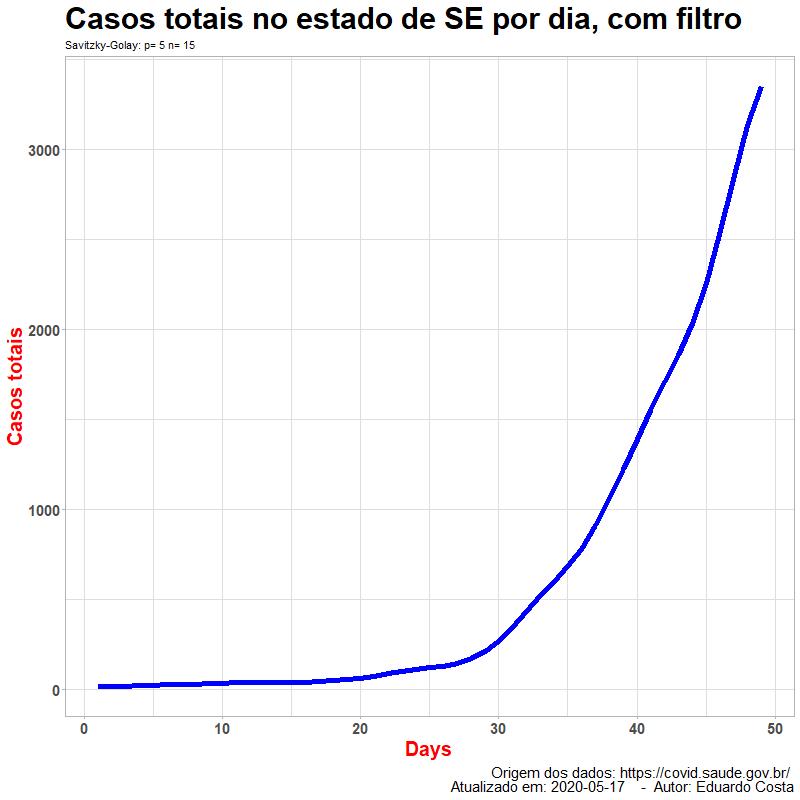 Casos totais no estado de SE por dia, com filtro
Savitzky-Golay: p= 5 n= 15
3000
2000
1000
0
Casos totais
0 10 20 30 40 50
Days
Origem dos dados: https://covid.saude.gov.br/
Atualizado em: 2020-05-17 - Autor: Eduardo Costa